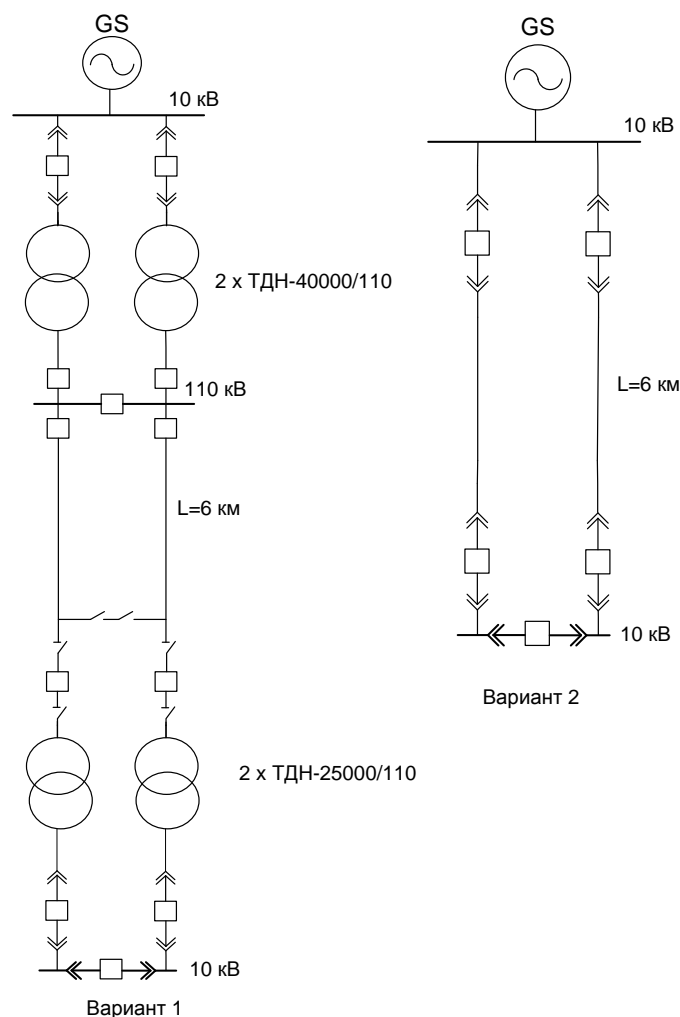 GS
10 кВ
2 x ТДН-40000/110
110 кВ
L=6 км
2 x ТДН-25000/110
10 кВ
Вариант 1
GS
10 кВ
L=6 км
10 кВ
Вариант 2